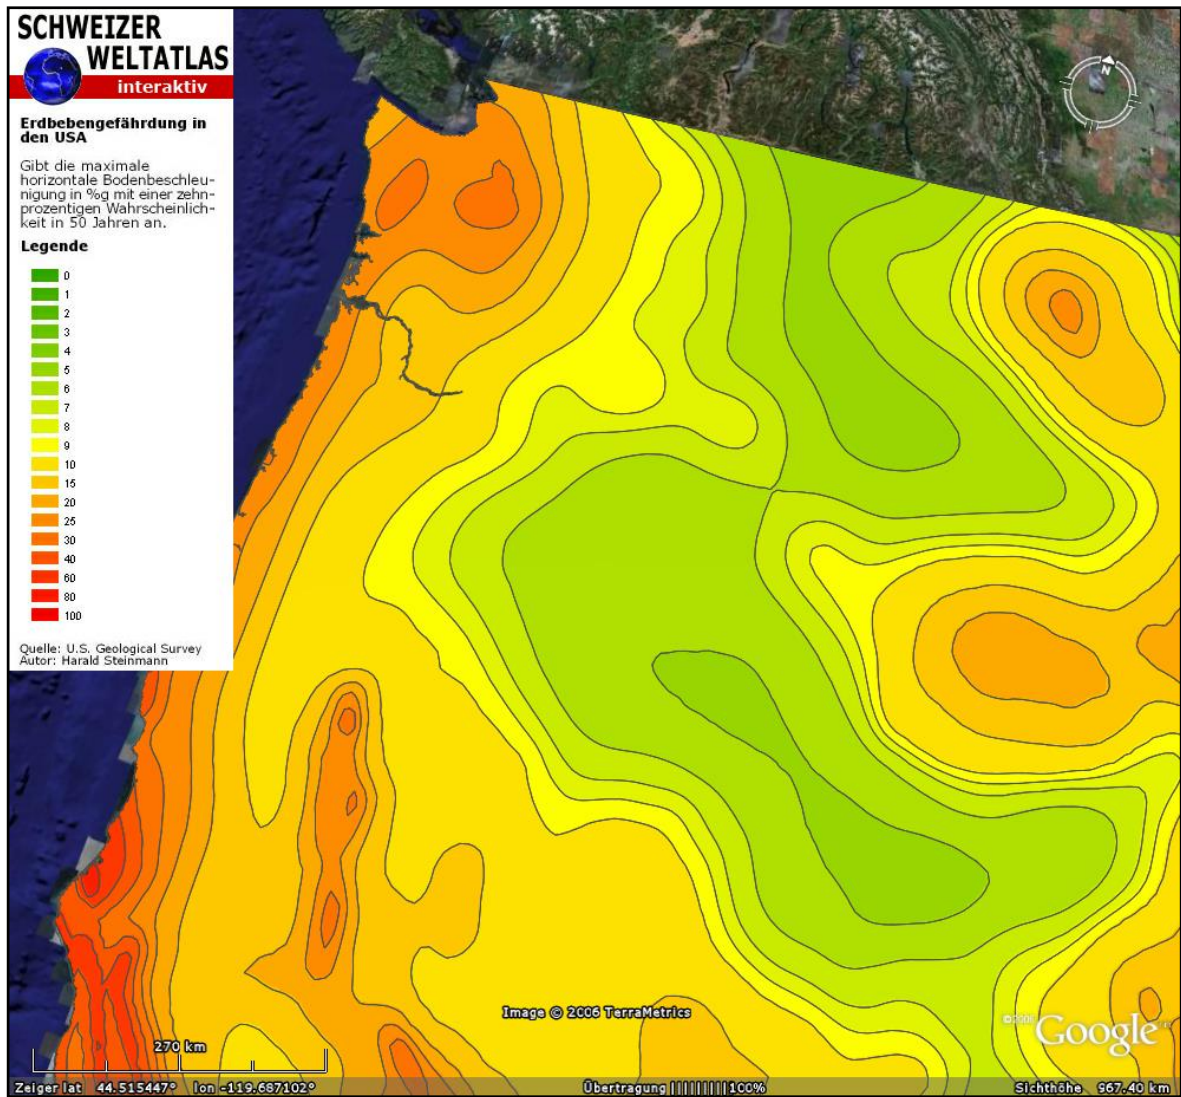 SCHWEIZER
WELTATLAS
interaktiv
Erdbebengefährdung in
den USA
Gibt die maximale
horizontale Bodenbeschleu-
nigung in %g mit einer zehn-
prozentigen Wahrscheinlich-
keit in 50 Jahren an.
Legende
0
1
2
3
4
5
6
7
8
9
10
15
20
25
30
40
60
80
100
Quelle: U.S. Geological Survey
Autor: Harald Steinmann
N
Image © 2006 TerraMetrics
Google
270 km
Zeiger lat 44.515447° lon -119.687102°
Übertragung ||||||||| 100%
Sichthöhe 967.40 km